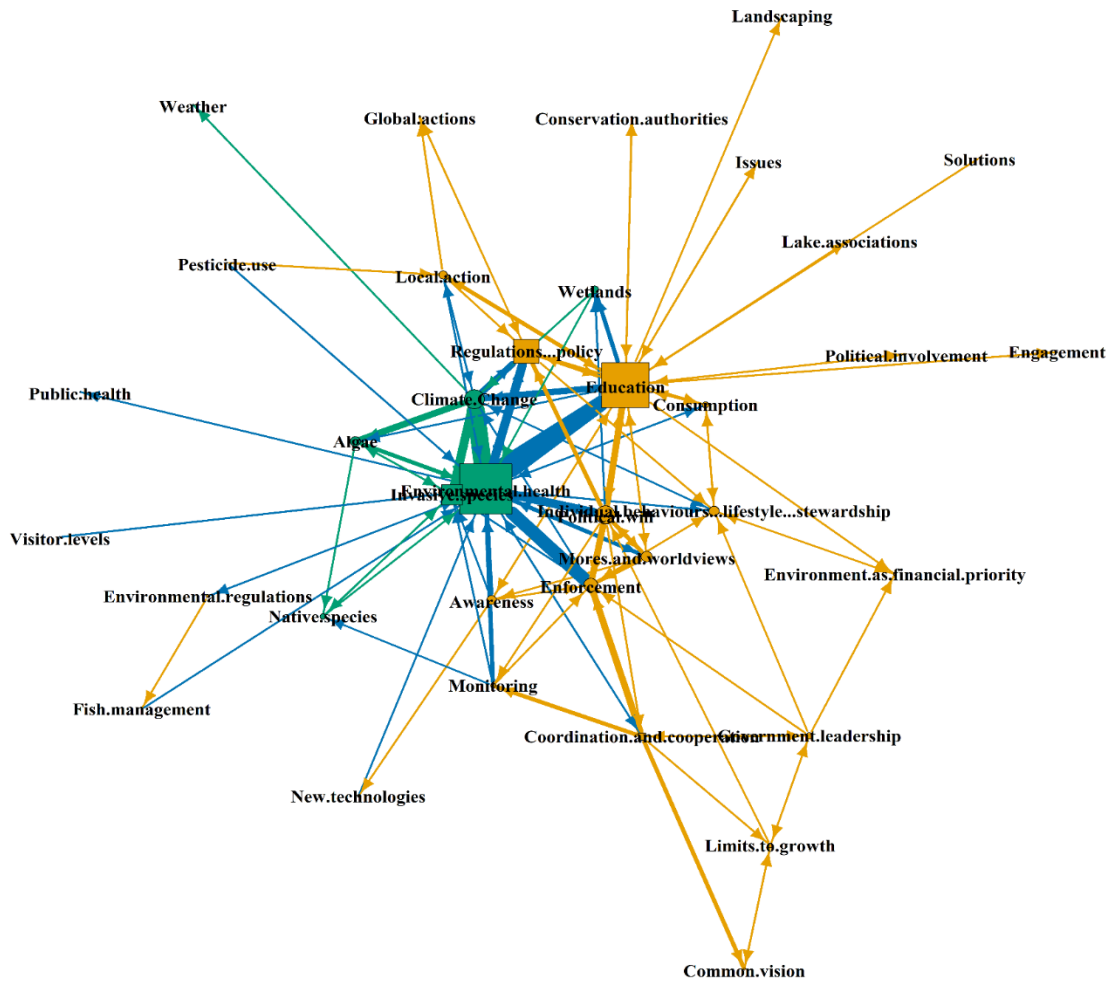 Landscaping
Weather
Global.actions
Conservation.authorities
Issues
Solutions
Lake.associations
Pesticide.use
Local.action
Wetlands
Regulations...policy
Political.involvement
Engagement
Education
Public.health
Climate.Change
Consumption
Algae
Environmental.health
Invasive.species
Individual.behaviours...lifestyle...stewardship
Political.will
Visitor.levels
Mores.and.worldviews
Environment.as.financial.priority
Enforcement
Environmental.regulations
Awareness
Native.species
Monitoring
Fish.management
Coordination.and.cooperation
Government.leadership
New.technologies
Limits.to.growth
Common.vision